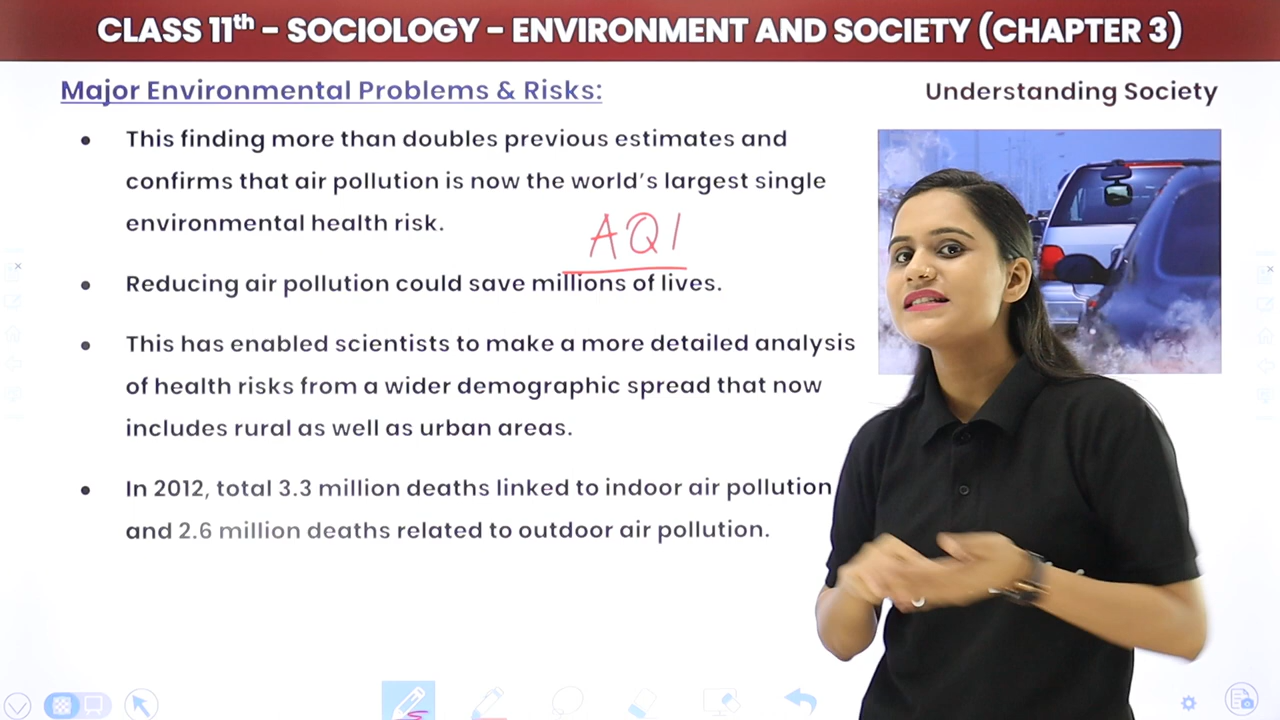 CLASS 11th - SOCIOLOGY - ENVIRONMENT AND SOCIETY (CHAPTER 3)
Major Environmental Problems & Risks:
Understanding Society
• This finding more than doubles previous estimates and
confirms that air pollution is now the world's largest single
environmental health risk.
AQI
• Reducing air pollution could save millions of lives.
• This has enabled scientists to make a more detailed analysis
of health risks from a wider demographic spread that now
includes rural as well as urban areas.
• In 2012, total 3.3 million deaths linked to indoor air pollution
and 2.6 million deaths related to outdoor air pollution.